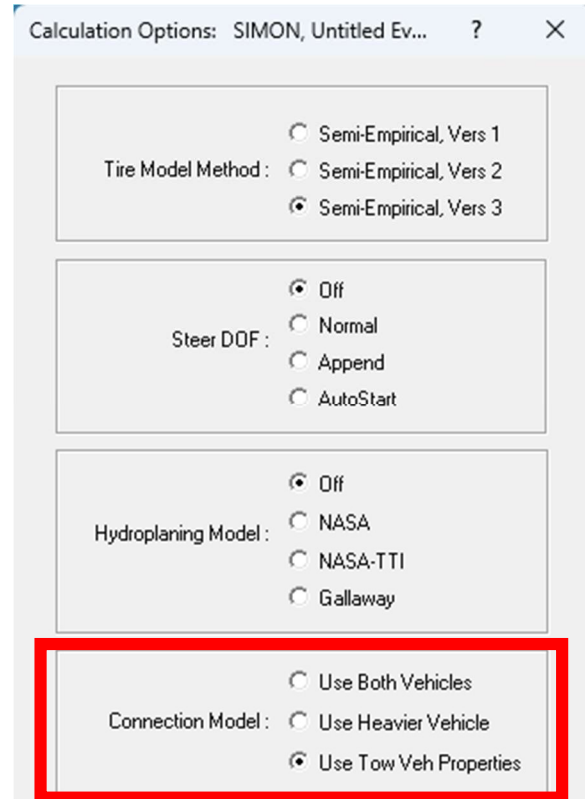 Calculation Options: SIMON, Untitled Ev... ? ×
Semi-Empirical, Vers 1
Tire Model Method : Semi-Empirical, Vers 2
Semi-Empirical, Vers 3
Off
Normal
Steer DOF :
Append
AutoStart
Off
NASA
Hydroplaning Model :
NASA-TTI
Gallaway
Use Both Vehicles
Connection Model : Use Heavier Vehicle
Use Tow Veh Properties